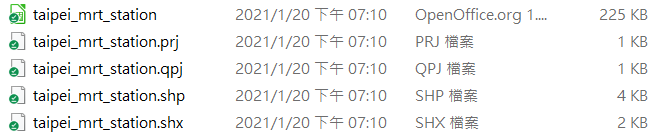 taipei_mrt_station 2021/1/20 下午 07:10 OpenOffice.org 1.... 225 KB
taipei_mrt_station.prj 2021/1/20 下午 07:10 PRJ 檔案 1 KB
taipei_mrt_station.qpj 2021/1/20 下午 07:10 QPJ 檔案 1 KB
taipei_mrt_station.shp 2021/1/20 下午 07:10 SHP 檔案 4 KB
taipei_mrt_station.shx 2021/1/20 下午 07:10 SHX 檔案 2 KB